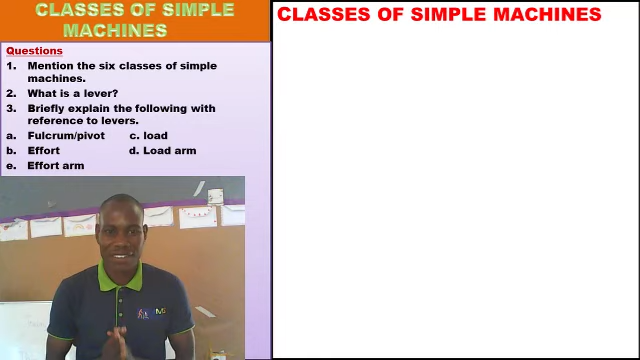 CLASSES OF SIMPLE
MACHINES
Questions
1. Mention the six classes of simple
machines.
2. What is a lever?
3. Briefly explain the following with
reference to levers.
a. Fulcrum/pivot c. load
b. Effort d. Load arm
e. Effort arm
CLASSES OF SIMPLE MACHINES